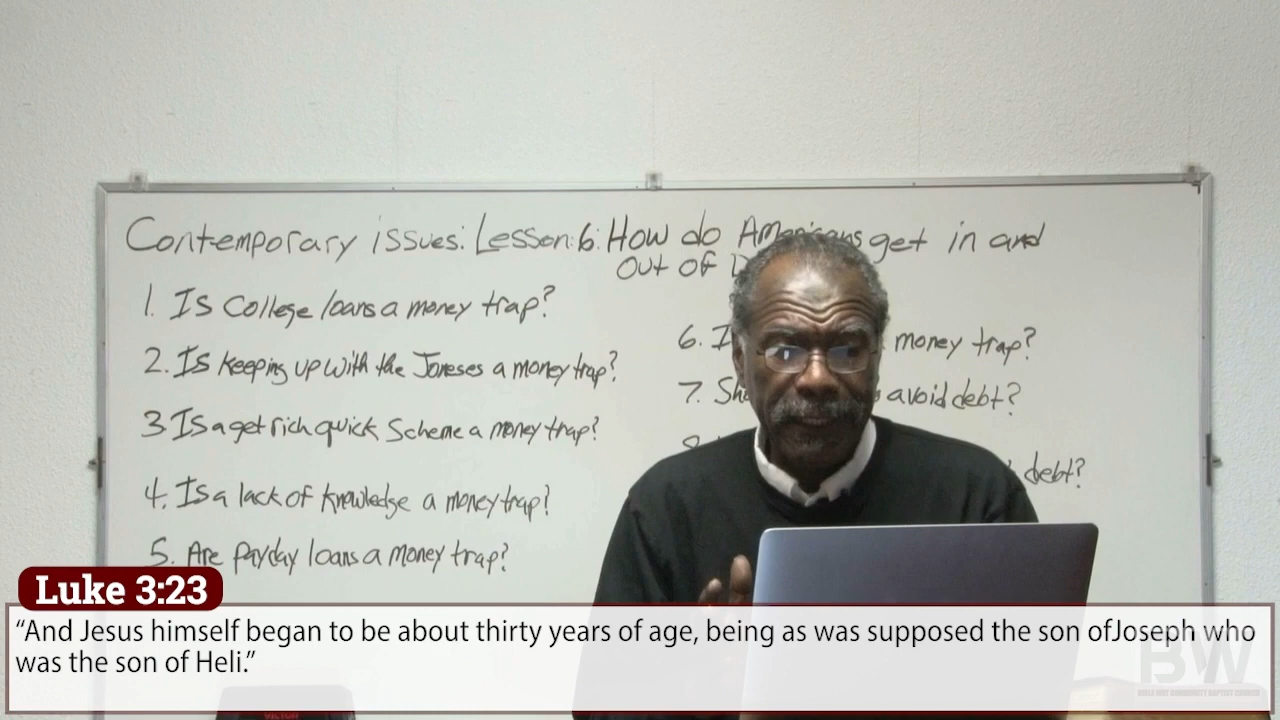 Contemporary issues: Lesson: 6: How do Americans get in and
out of D
1. Is College loans a money trap?
2. Is keeping up with the Joneses a money trap?
3 Is a get rich quick Scheme a money trap?
4. Is a lack of knowledge a money trap?
5. Are payday loans a money trap?
6. I money trap?
7. Sh avoid debt?
8. debt?
Luke 3:23
“And Jesus himself began to be about thirty years of age, being as was supposed the son ofJoseph who
was the son of Heli.”
BW